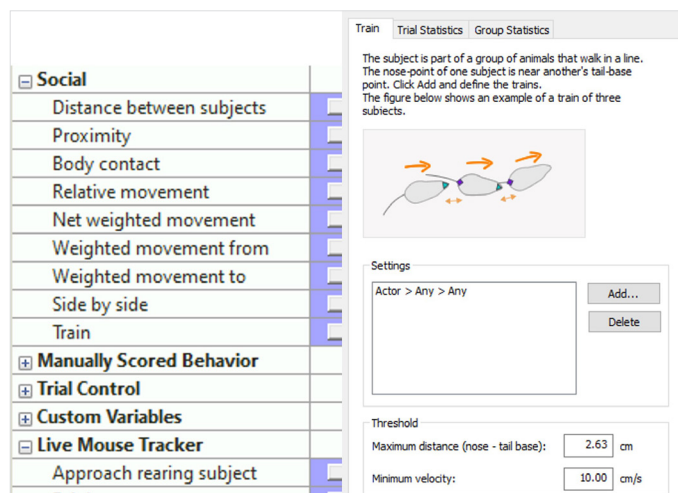 Social
Distance between subjects
Proximity
Body contact
Relative movement
Net weighted movement
Weighted movement from
Weighted movement to
Side by side
Train
Manually Scored Behavior
Trial Control
Custom Variables
Live Mouse Tracker
Approach rearing subject
Train Trial Statistics Group Statistics
The subject is part of a group of animals that walk in a line.
The nose-point of one subject is near another's tail-base
point. Click Add and define the trains.
The figure below shows an example of a train of three
subjects.
Settings
Actor > Any > Any
Add...
Delete
Threshold
Maximum distance (nose - tail base): 2.63 cm
Minimum velocity: 10.00 cm/s